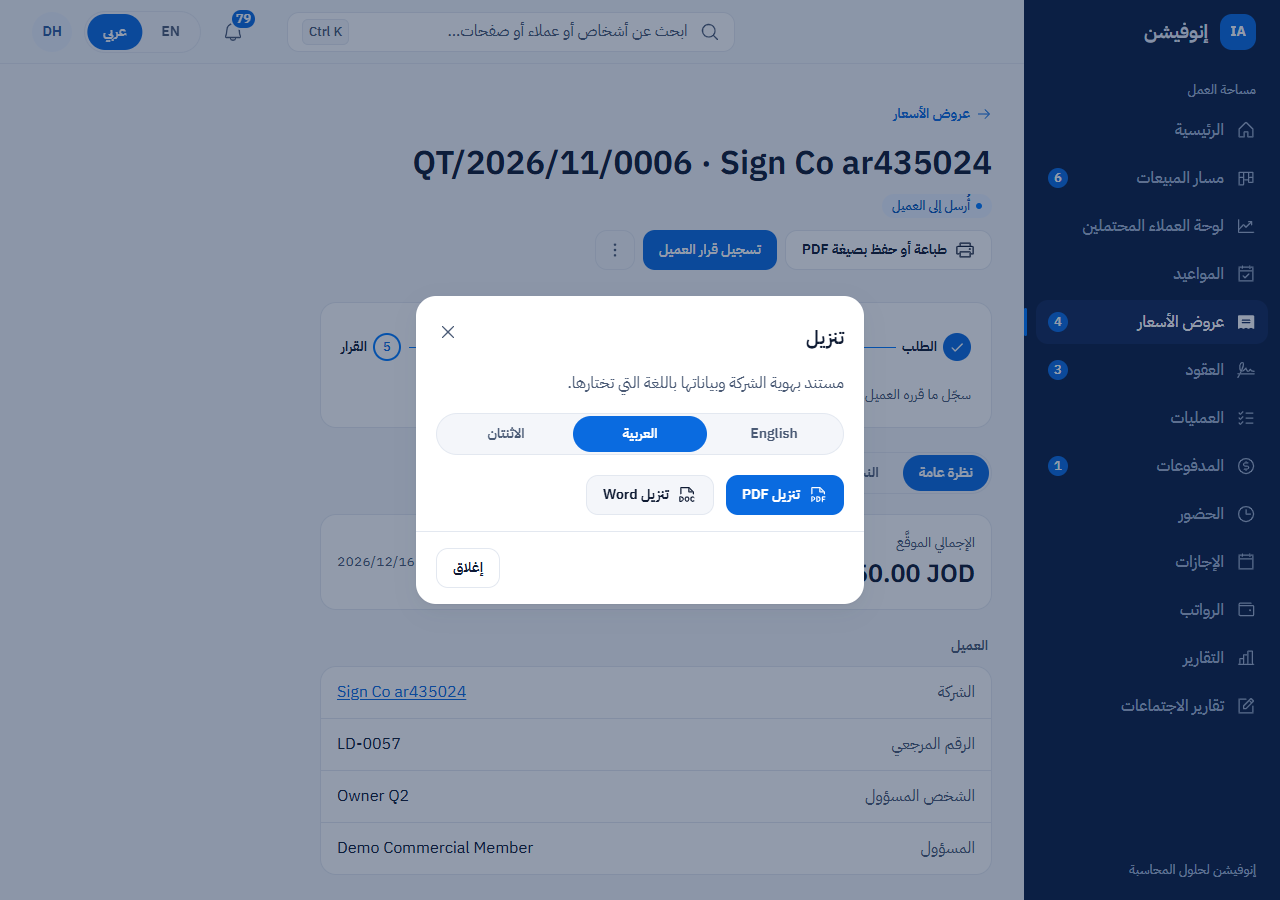 IA إنوفيشن
مساحة العمل
الرئيسية
مسار المبيعات 6
لوحة العملاء المحتملين
المواعيد
عروض الأسعار 4
العقود 3
العمليات
المدفوعات 1
الحضور
الإجازات
الرواتب
التقارير
تقارير الاجتماعات
إنوفيشن لحلول المحاسبة
ابحث عن أشخاص أو عملاء أو صفحات... Ctrl K
79
EN عربي
DH
عروض الأسعار
QT/2026/11/0006 · Sign Co ar435024
أُرسل إلى العميل
طباعة أو حفظ بصيغة PDF
تسجيل قرار العميل
الطلب
5 القرار
سجّل ما قرره العميل
نظرة عامة
الإجمالي الموقَّع
0.00 JOD
2026/12/16
تنزيل
مستند بهوية الشركة وبياناتها باللغة التي تختارها.
English العربية الاثنتان
تنزيل PDF
تنزيل Word
إغلاق
العميل
الشركة Sign Co ar435024
الرقم المرجعي LD-0057
الشخص المسؤول Owner Q2
المسؤول Demo Commercial Member